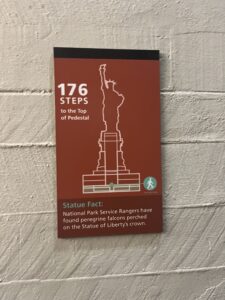 176
STEPS
to the Top
of Pedestal
Statue Fact:
National Park Service Rangers have
found peregrine falcons perched
on the Statue of Liberty's crown.